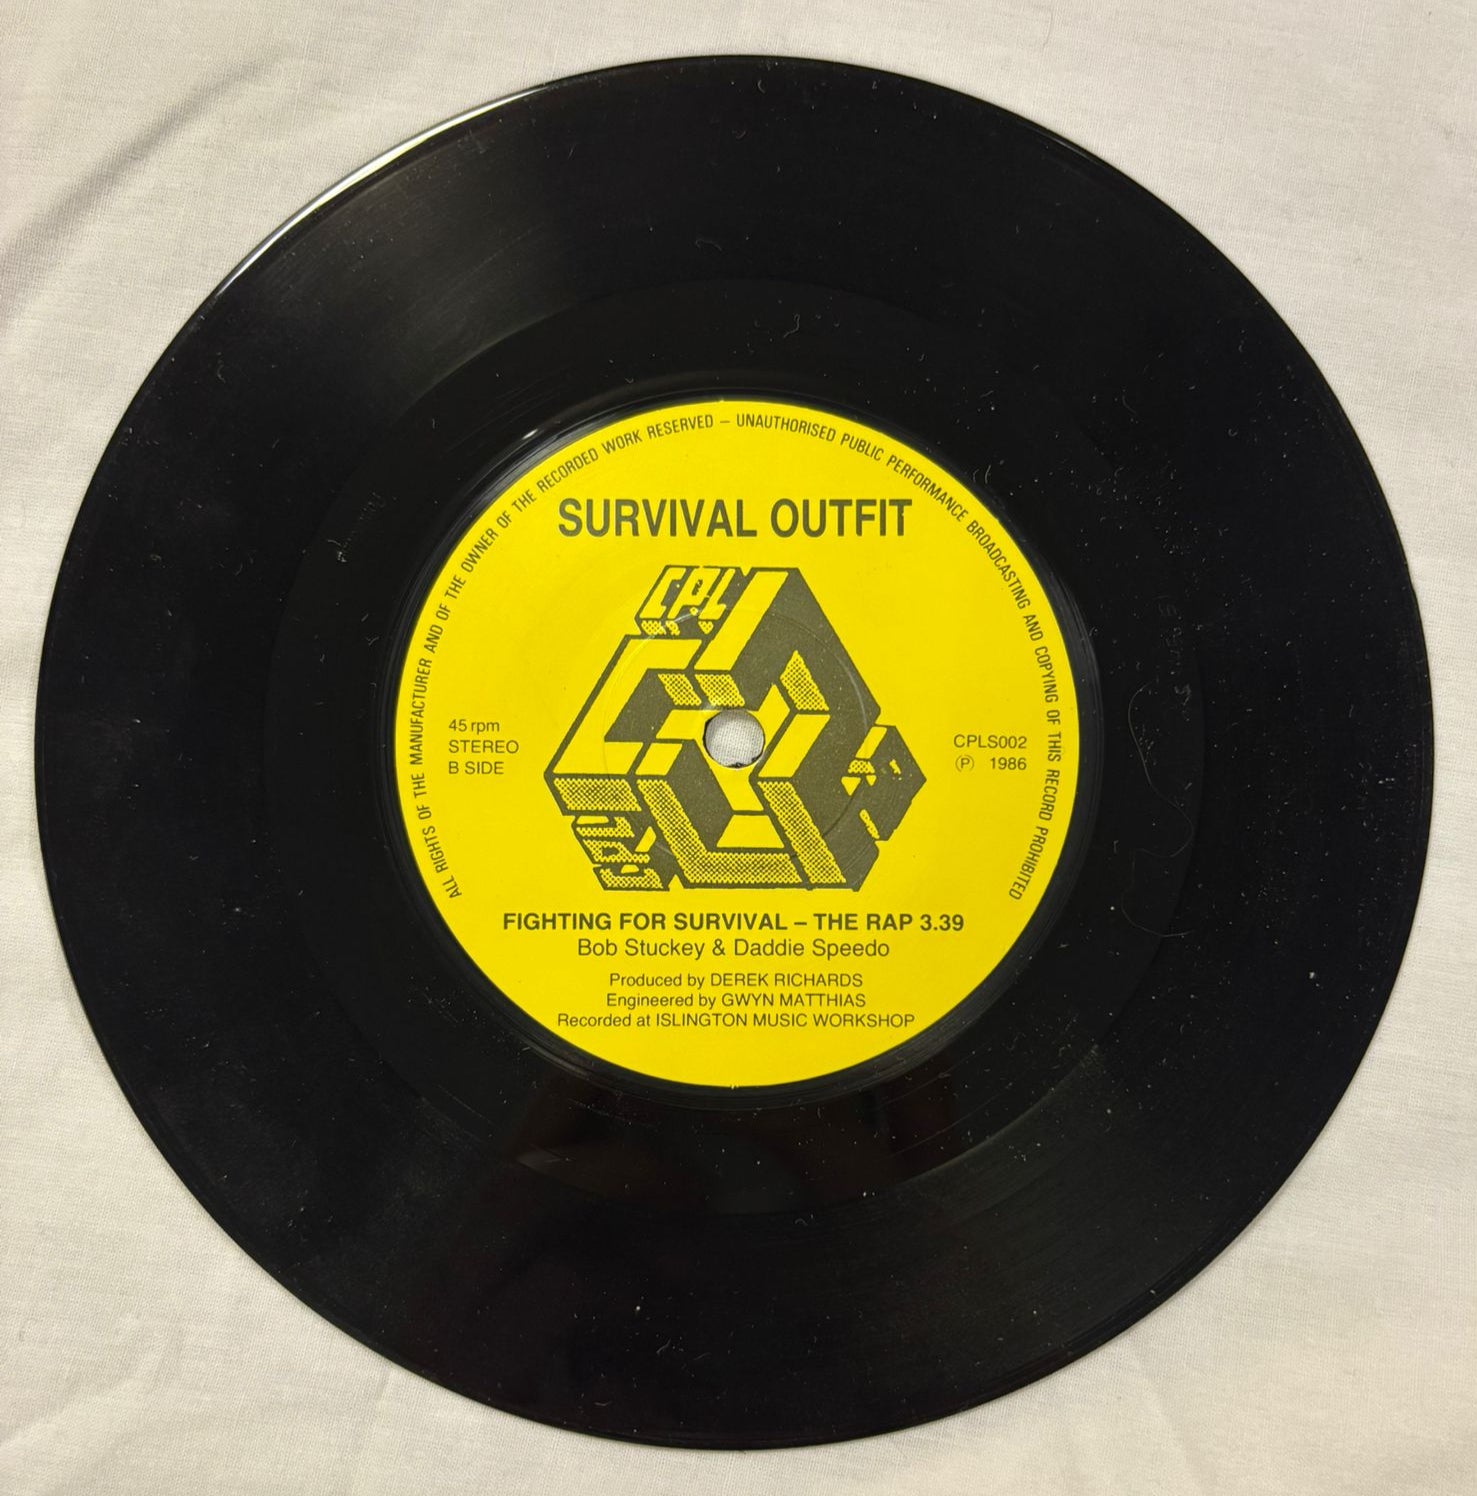 ALL RIGHTS OF THE MANUFACTURER AND OF THE OWNER OF THE RECORDED WORK RESERVED – UNAUTHORISED PUBLIC PERFORMANCE BROADCASTING AND COPYING OF THIS RECORD PROHIBITED
SURVIVAL OUTFIT
CPL
45 rpm
STEREO
B SIDE
CPLS002
Ⓟ 1986
FIGHTING FOR SURVIVAL – THE RAP 3.39
Bob Stuckey & Daddie Speedo
Produced by DEREK RICHARDS
Engineered by GWYN MATTHIAS
Recorded at ISLINGTON MUSIC WORKSHOP